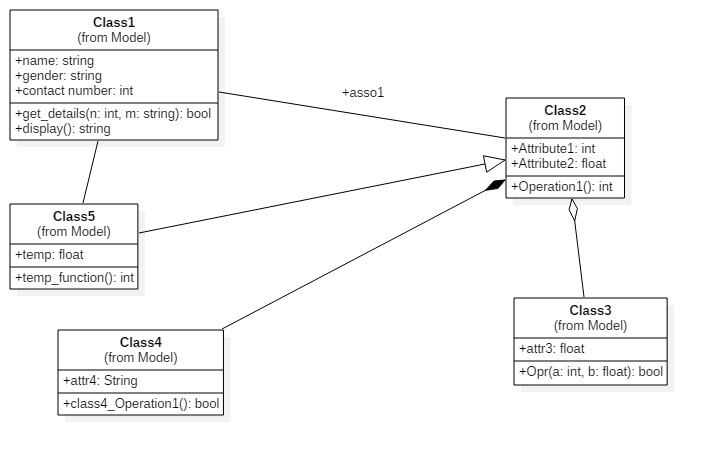 Class1
(from Model)
+name: string
+gender: string
+contact number: int
+get_details(n: int, m: string): bool
+display(): string
+asso1
Class2
(from Model)
+Attribute1: int
+Attribute2: float
+Operation1(): int
Class5
(from Model)
+temp: float
+temp_function(): int
Class3
(from Model)
+attr3: float
+Opr(a: int, b: float): bool
Class4
(from Model)
+attr4: String
+class4_Operation1(): bool